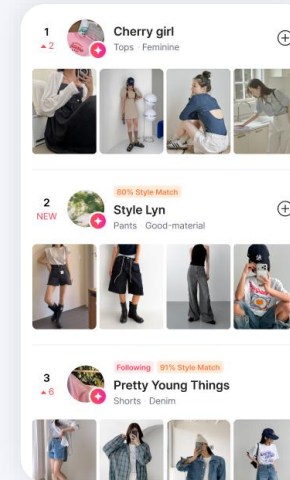 1
▲ 2
Cherry girl
Tops · Feminine
2
NEW
80% Style Match
Style Lyn
Pants · Good-material
3
▲ 6
Following 91% Style Match
Pretty Young Things
Shorts · Denim